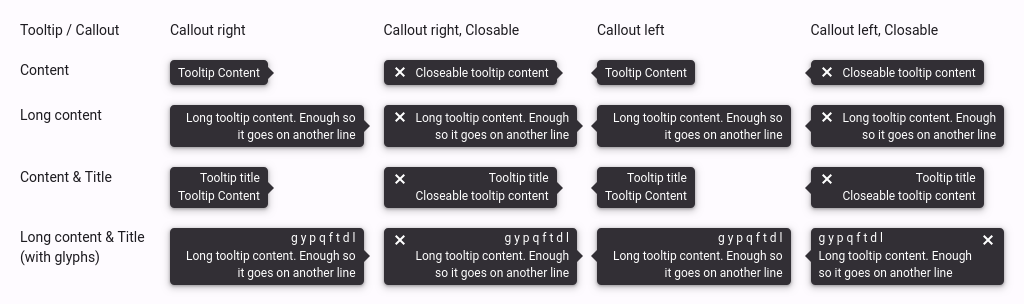 Tooltip / Callout
Callout right
Callout right, Closable
Callout left
Callout left, Closable
Content
Tooltip Content
✕ Closeable tooltip content
Tooltip Content
✕ Closeable tooltip content
Long content
Long tooltip content. Enough so
it goes on another line
✕ Long tooltip content. Enough
so it goes on another line
Long tooltip content. Enough so
it goes on another line
✕ Long tooltip content. Enough
so it goes on another line
Content & Title
Tooltip title
Tooltip Content
✕ Tooltip title
Closeable tooltip content
Tooltip title
Tooltip Content
✕ Tooltip title
Closeable tooltip content
Long content & Title
(with glyphs)
g y p q f t d l
Long tooltip content. Enough so
it goes on another line
✕ g y p q f t d l
Long tooltip content. Enough
so it goes on another line
g y p q f t d l
Long tooltip content. Enough so
it goes on another line
g y p q f t d l ✕
Long tooltip content. Enough
so it goes on another line